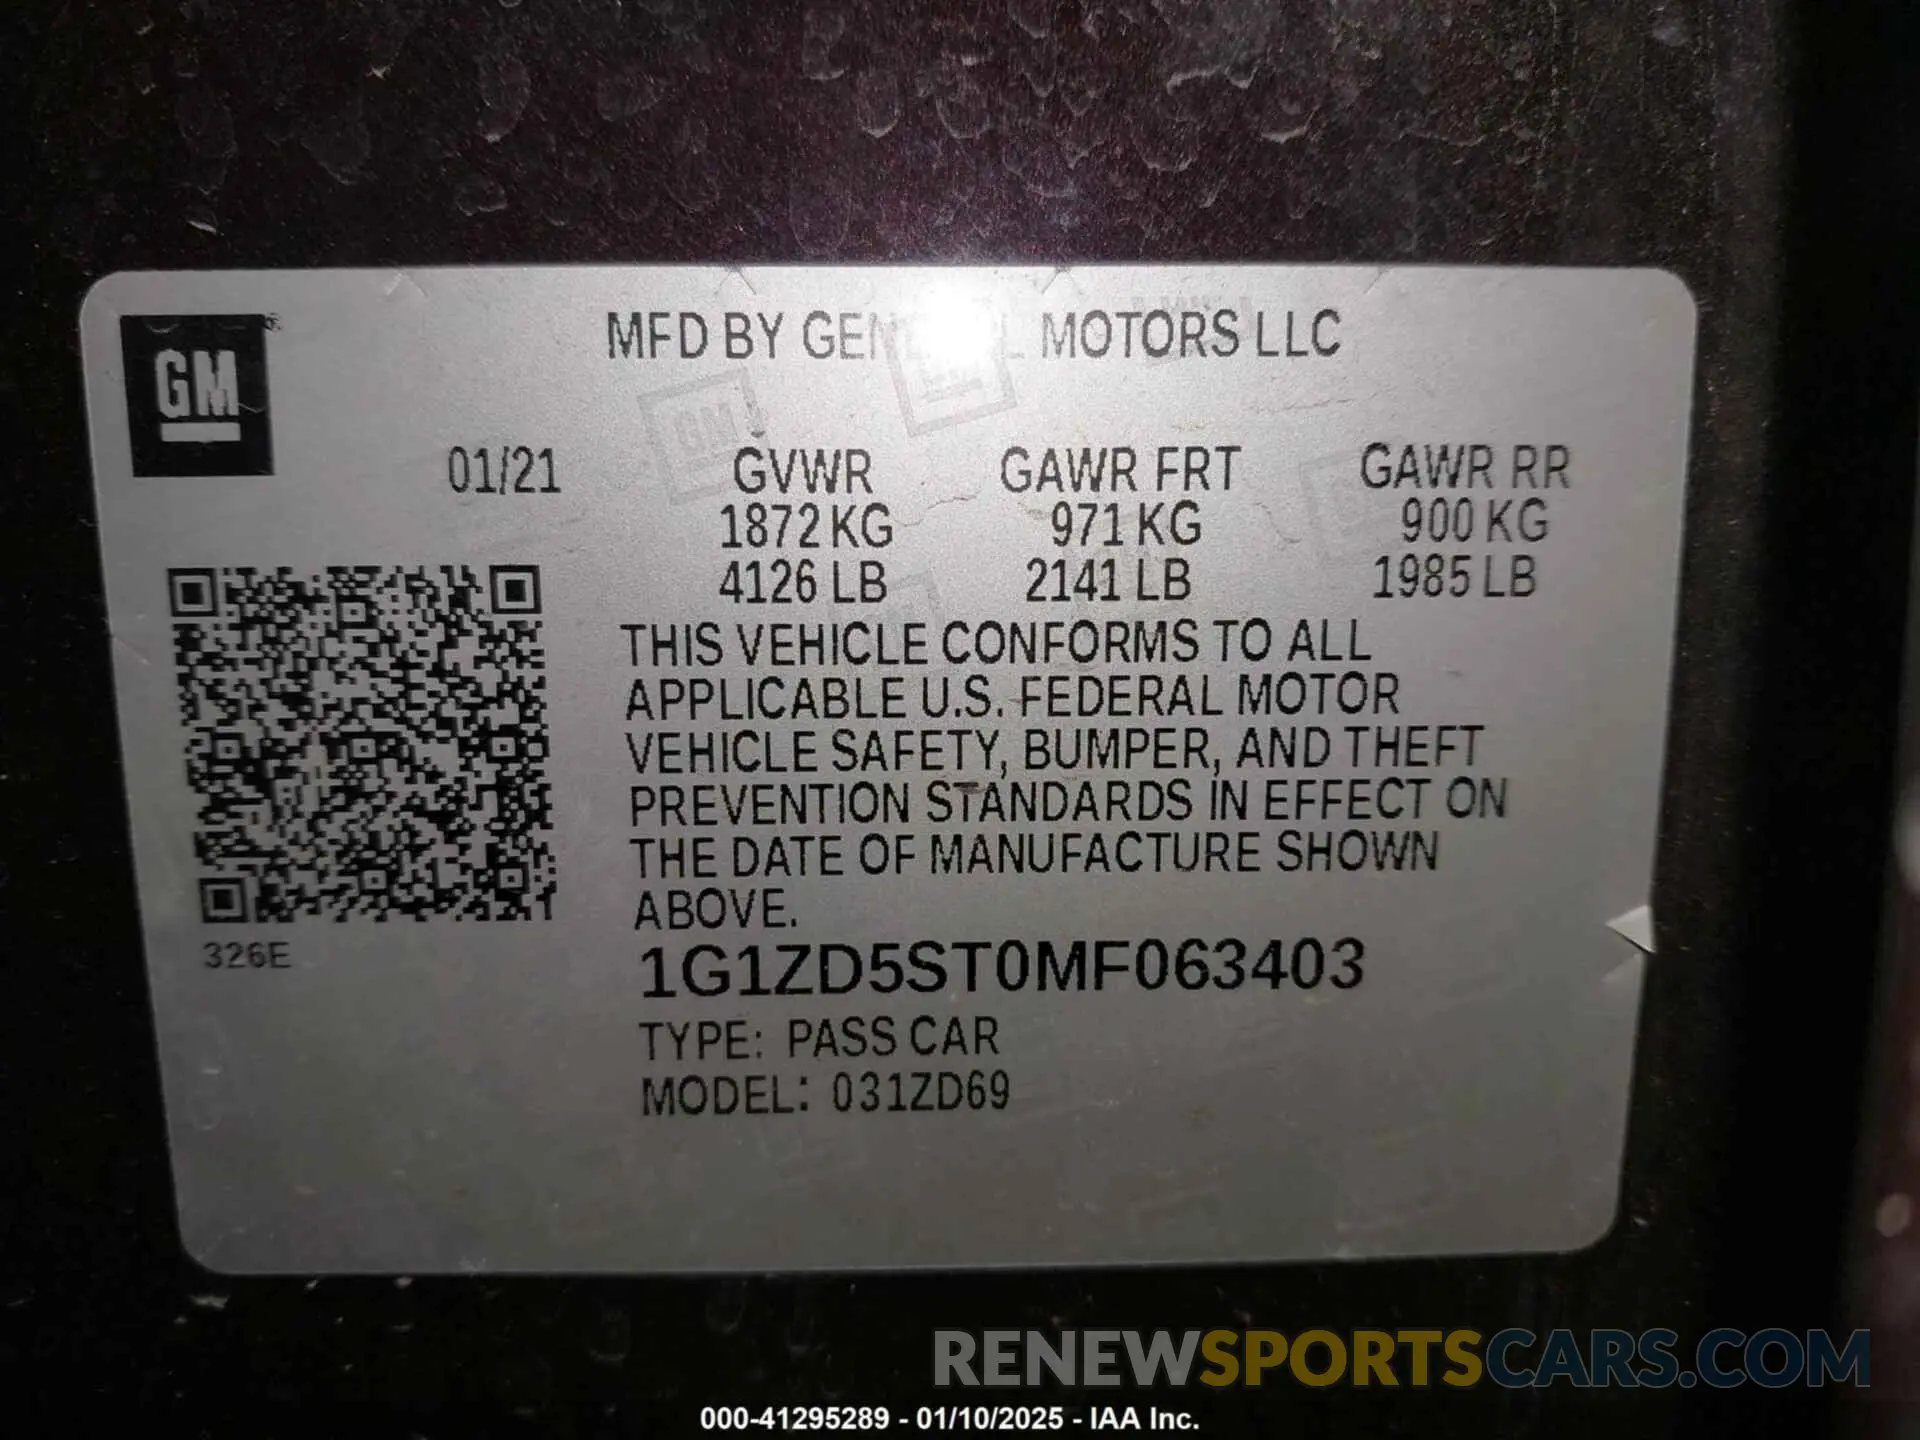 MFD BY GENERAL MOTORS LLC
GM
01/21 GVWR GAWR FRT GAWR RR
1872 KG 971 KG 900 KG
4126 LB 2141 LB 1985 LB
THIS VEHICLE CONFORMS TO ALL
APPLICABLE U.S. FEDERAL MOTOR
VEHICLE SAFETY, BUMPER, AND THEFT
PREVENTION STANDARDS IN EFFECT ON
THE DATE OF MANUFACTURE SHOWN
ABOVE.
326E
1G1ZD5ST0MF063403
TYPE: PASS CAR
MODEL: 031ZD69
RENEWSPORTSCARS.COM
000-41295289 - 01/10/2025 - IAA Inc.